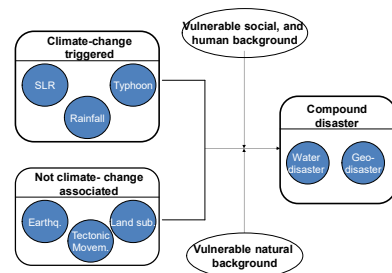 Climate-change
triggered
SLR
Typhoon
Rainfall
Vulnerable social, and
human background
Compound
disaster
Water
disaster
Geo-
disaster
Not climate- change
associated
Earthq.
Land sub.
Tectonic
Movem.
Vulnerable natural
background